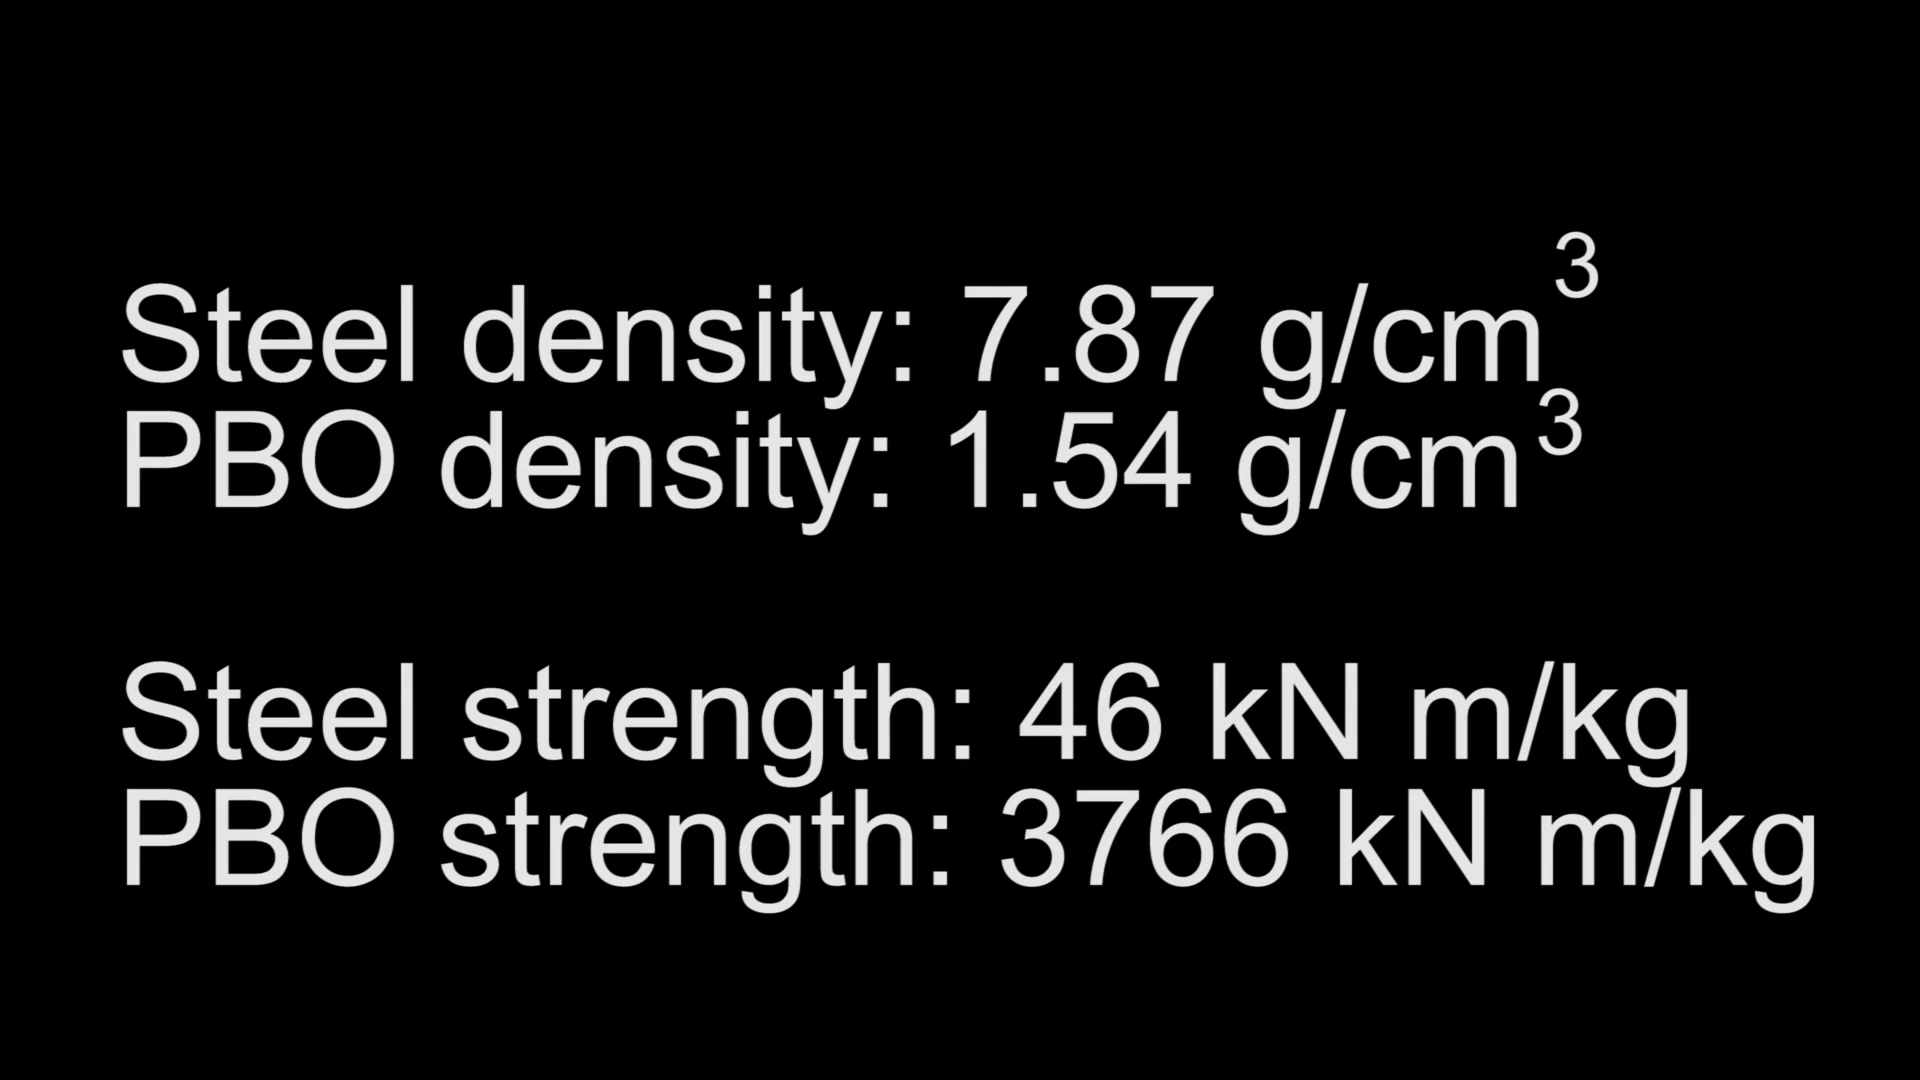 Steel density: 7.87 g/cm³
PBO density: 1.54 g/cm³
Steel strength: 46 kN m/kg
PBO strength: 3766 kN m/kg